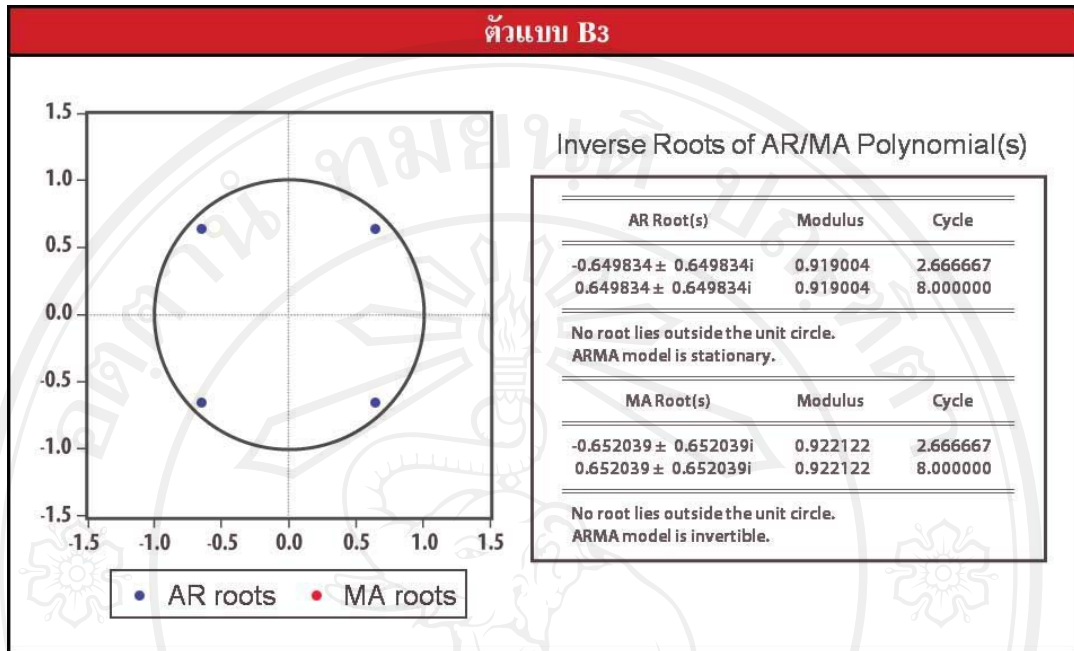 ตัวแบบ B3
1.5
1.0
0.5
0.0
-0.5
-1.0
-1.5
-1.5 -1.0 -0.5 0.0 0.5 1.0 1.5
• AR roots • MA roots
Inverse Roots of AR/MA Polynomial(s)
AR Root(s) Modulus Cycle
-0.649834 ± 0.649834i 0.919004 2.666667
0.649834 ± 0.649834i 0.919004 8.000000
No root lies outside the unit circle.
ARMA model is stationary.
MA Root(s) Modulus Cycle
-0.652039 ± 0.652039i 0.922122 2.666667
0.652039 ± 0.652039i 0.922122 8.000000
No root lies outside the unit circle.
ARMA model is invertible.